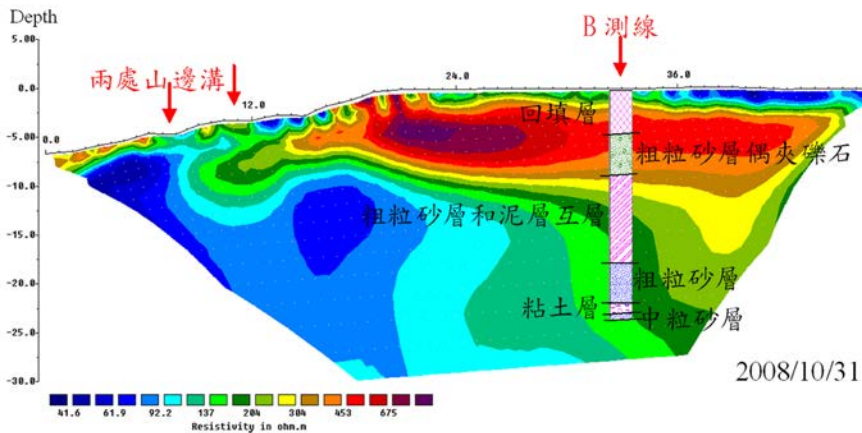 Depth
5.00
B 測線
兩處山邊溝
24.0
36.0
0.0
12.0
回填層
-5.00
0.0
粗粒砂層偶夾礫石
-10.0
粗粒砂層和泥層互層
-15.0
粗粒砂層
-20.0
粘土層
中粒砂層
-25.0
2008/10/31
-30.0
41.6 61.9 92.2 137 204 304 453 675
Resistivity in ohm.m